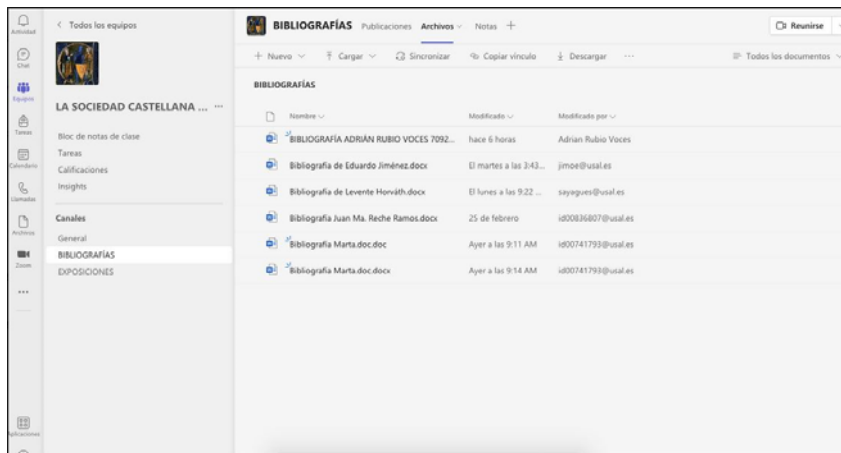 Actividad
Chat
Equipos
Tareas
Calendario
Llamadas
Archivos
Zoom
Aplicaciones
Todos los equipos
LA SOCIEDAD CASTELLANA ...
Bloc de notas de clase
Tareas
Calificaciones
Insights
Canales
General
BIBLIOGRAFÍAS
EXPOSICIONES
BIBLIOGRAFÍAS Publicaciones Archivos Notas
Reunirse
Nuevo Cargar Sincronizar Copiar vínculo Descargar ... Todos los documentos
BIBLIOGRAFÍAS
Nombre Modificado Modificado por
BIBLIOGRAFÍA ADRIÁN RUBIO VOCES 7092... hace 6 horas Adrian Rubio Voces
Bibliografía de Eduardo Jiménez.docx El martes a las 3:43... jimoe@usal.es
Bibliografía de Levente Horváth.docx El lunes a las 9:22 ... sayagues@usal.es
Bibliografía Juan Ma. Reche Ramos.docx 25 de febrero id00836807@usal.es
Bibliografía Marta.doc.doc Ayer a las 9:11 AM id00741793@usal.es
Bibliografía Marta.doc.docx Ayer a las 9:14 AM id00741793@usal.es